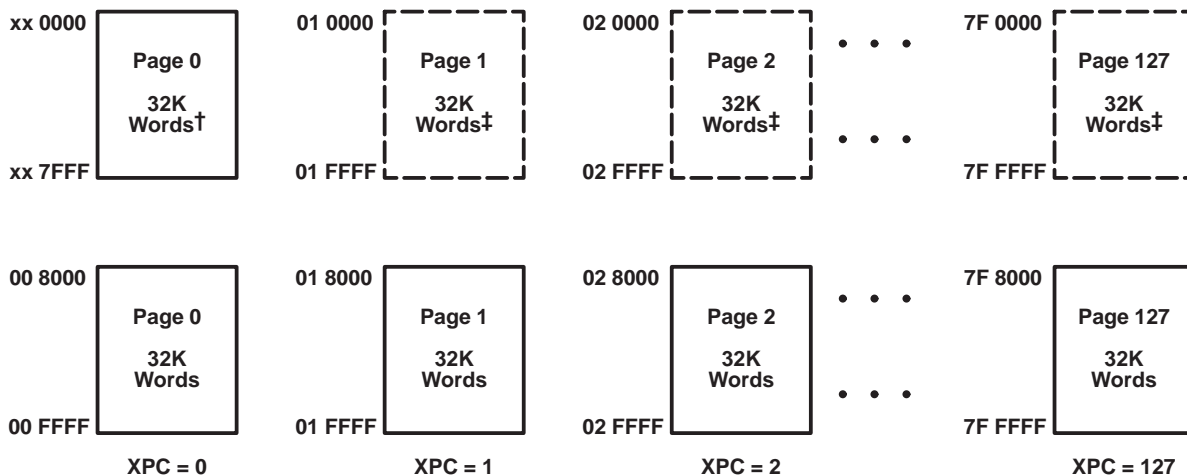 xx 0000
Page 0
32K
Words†
xx 7FFF
01 0000
Page 1
32K
Words‡
01 FFFF
02 0000
Page 2
32K
Words‡
02 FFFF
7F 0000
Page 127
32K
Words‡
7F FFFF
00 8000
Page 0
32K
Words
00 FFFF
XPC = 0
01 8000
Page 1
32K
Words
01 FFFF
XPC = 1
02 8000
Page 2
32K
Words
02 FFFF
XPC = 2
7F 8000
Page 127
32K
Words
7F FFFF
XPC = 127